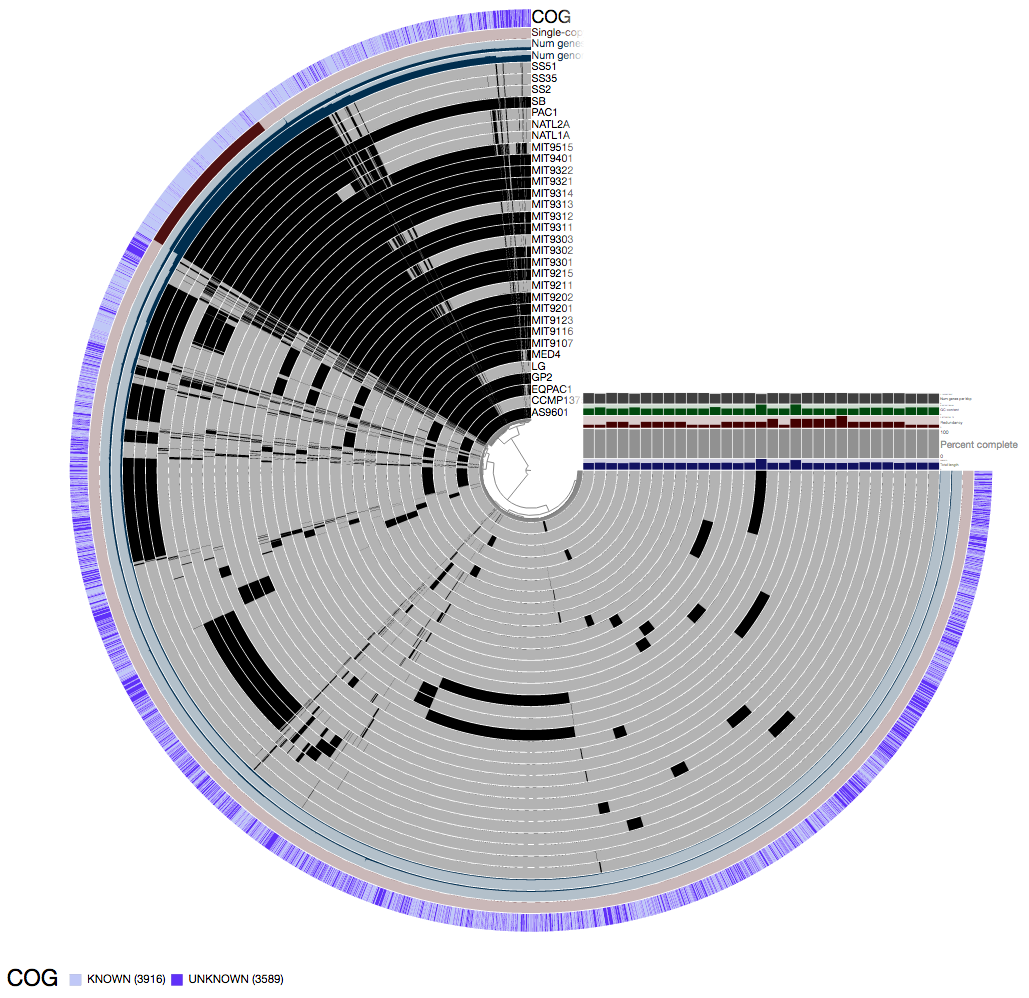 COG
Single-cop
Num gene
Num geno
SS51
SS35
SS2
SB
PAC1
NATL2A
NATL1A
MIT9515
MIT9401
MIT9322
MIT9321
MIT9314
MIT9313
MIT9312
MIT9311
MIT9303
MIT9302
MIT9301
MIT9215
MIT9211
MIT9202
MIT9201
MIT9123
MIT9116
MIT9107
MED4
LG
GP2
EQPAC1
CCMP137
AS9601
Num genes per kbp
GC content
Redundancy
100
Percent complete
0
Total length
COG KNOWN (3916) UNKNOWN (3589)